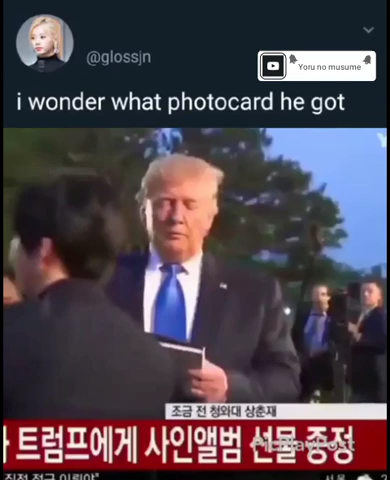 @glossjn
Yoru no musume
i wonder what photocard he got
조금 전 청와대 상춘재
트럼프에게 사인앨범 선물 증정
PicPlayPost